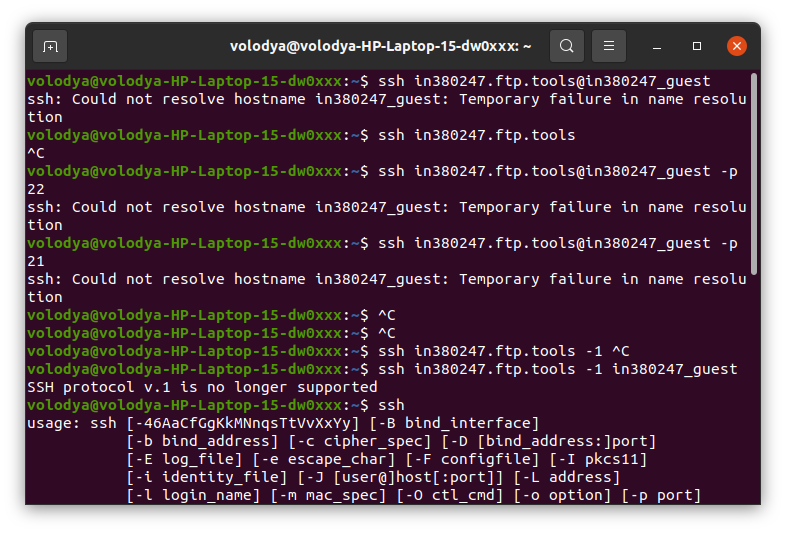 volodya@volodya-HP-Laptop-15-dw0xxx: ~
volodya@volodya-HP-Laptop-15-dw0xxx:~$ ssh in380247.ftp.tools@in380247_guest
ssh: Could not resolve hostname in380247_guest: Temporary failure in name resolu
tion
volodya@volodya-HP-Laptop-15-dw0xxx:~$ ssh in380247.ftp.tools
^C
volodya@volodya-HP-Laptop-15-dw0xxx:~$ ssh in380247.ftp.tools@in380247_guest -p
22
ssh: Could not resolve hostname in380247_guest: Temporary failure in name resolu
tion
volodya@volodya-HP-Laptop-15-dw0xxx:~$ ssh in380247.ftp.tools@in380247_guest -p
21
ssh: Could not resolve hostname in380247_guest: Temporary failure in name resolu
tion
volodya@volodya-HP-Laptop-15-dw0xxx:~$ ^C
volodya@volodya-HP-Laptop-15-dw0xxx:~$ ^C
volodya@volodya-HP-Laptop-15-dw0xxx:~$ ssh in380247.ftp.tools -1 ^C
volodya@volodya-HP-Laptop-15-dw0xxx:~$ ssh in380247.ftp.tools -1 in380247_guest
SSH protocol v.1 is no longer supported
volodya@volodya-HP-Laptop-15-dw0xxx:~$ ssh
usage: ssh [-46AaCfGgKkMNnqsTtVvXxYy] [-B bind_interface]
           [-b bind_address] [-c cipher_spec] [-D [bind_address:]port]
           [-E log_file] [-e escape_char] [-F configfile] [-I pkcs11]
           [-i identity_file] [-J [user@]host[:port]] [-L address]
           [-l login_name] [-m mac_spec] [-O ctl_cmd] [-o option] [-p port]